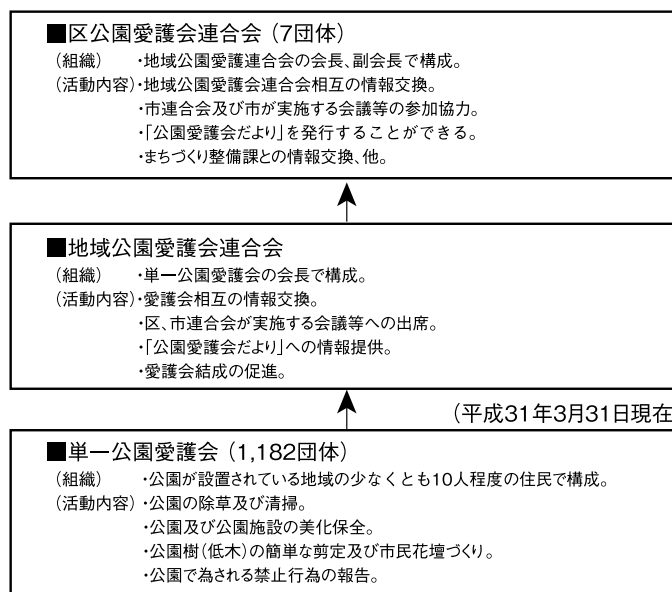 ■区公園愛護会連合会（7団体）
（組織）　・地域公園愛護連合会の会長、副会長で構成。
（活動内容）・地域公園愛護会連合会相互の情報交換。
・市連合会及び市が実施する会議等の参加協力。
・「公園愛護会だより」を発行することができる。
・まちづくり整備課との情報交換、他。
■地域公園愛護会連合会
（組織）　・単一公園愛護会の会長で構成。
（活動内容）・愛護会相互の情報交換。
・区、市連合会が実施する会議等への出席。
・「公園愛護会だより」への情報提供。
・愛護会結成の促進。
（平成31年3月31日現在
■単一公園愛護会（1,182団体）
（組織）　・公園が設置されている地域の少なくとも10人程度の住民で構成。
（活動内容）・公園の除草及び清掃。
・公園及び公園施設の美化保全。
・公園樹（低木）の簡単な剪定及び市民花壇づくり。
・公園で為される禁止行為の報告。